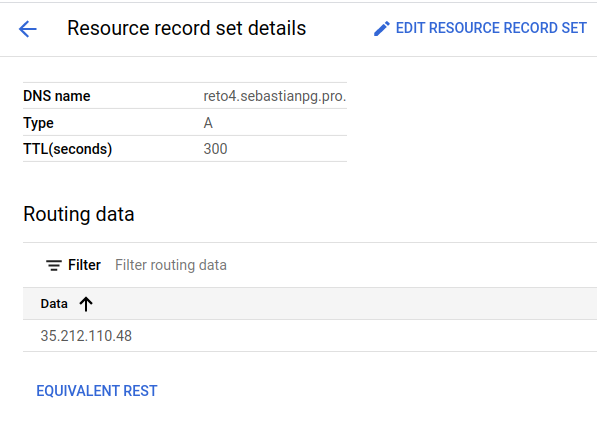 Resource record set details
EDIT RESOURCE RECORD SET
DNS name reto4.sebastianpg.pro.
Type A
TTL(seconds) 300
Routing data
Filter Filter routing data
Data
35.212.110.48
EQUIVALENT REST